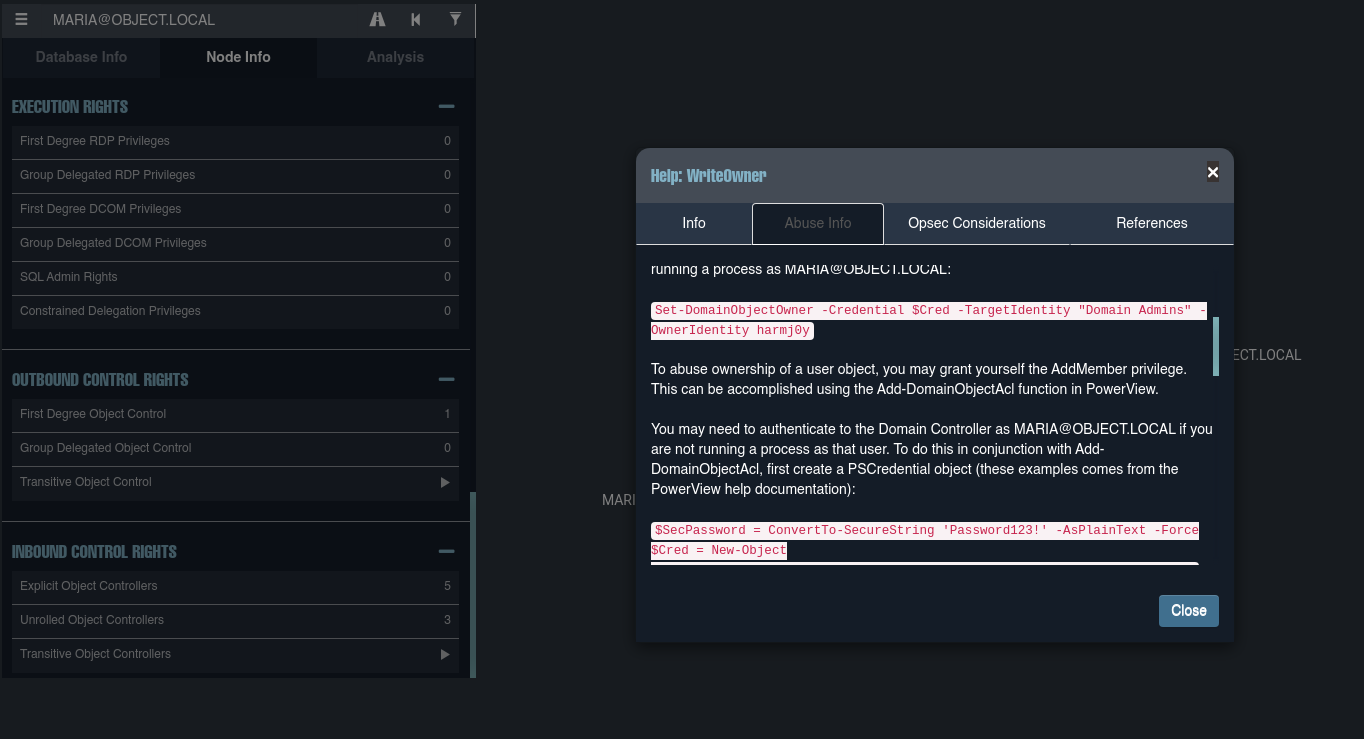 MARIA@OBJECT.LOCAL
Database Info
Node Info
Analysis
EXECUTION RIGHTS
First Degree RDP Privileges 0
Group Delegated RDP Privileges 0
First Degree DCOM Privileges 0
Group Delegated DCOM Privileges 0
SQL Admin Rights 0
Constrained Delegation Privileges 0
OUTBOUND CONTROL RIGHTS
First Degree Object Control 1
Group Delegated Object Control 0
Transitive Object Control
INBOUND CONTROL RIGHTS
Explicit Object Controllers 5
Unrolled Object Controllers 3
Transitive Object Controllers
MARI
ECT.LOCAL
Help: WriteOwner
Info
Abuse Info
Opsec Considerations
References
running a process as MARIA@OBJECT.LOCAL:
Set-DomainObjectOwner -Credential $Cred -TargetIdentity "Domain Admins" -
OwnerIdentity harmj0y
To abuse ownership of a user object, you may grant yourself the AddMember privilege.
This can be accomplished using the Add-DomainObjectAcl function in PowerView.
You may need to authenticate to the Domain Controller as MARIA@OBJECT.LOCAL if you
are not running a process as that user. To do this in conjunction with Add-
DomainObjectAcl, first create a PSCredential object (these examples comes from the
PowerView help documentation):
$SecPassword = ConvertTo-SecureString 'Password123!' -AsPlainText -Force
$Cred = New-Object
Close